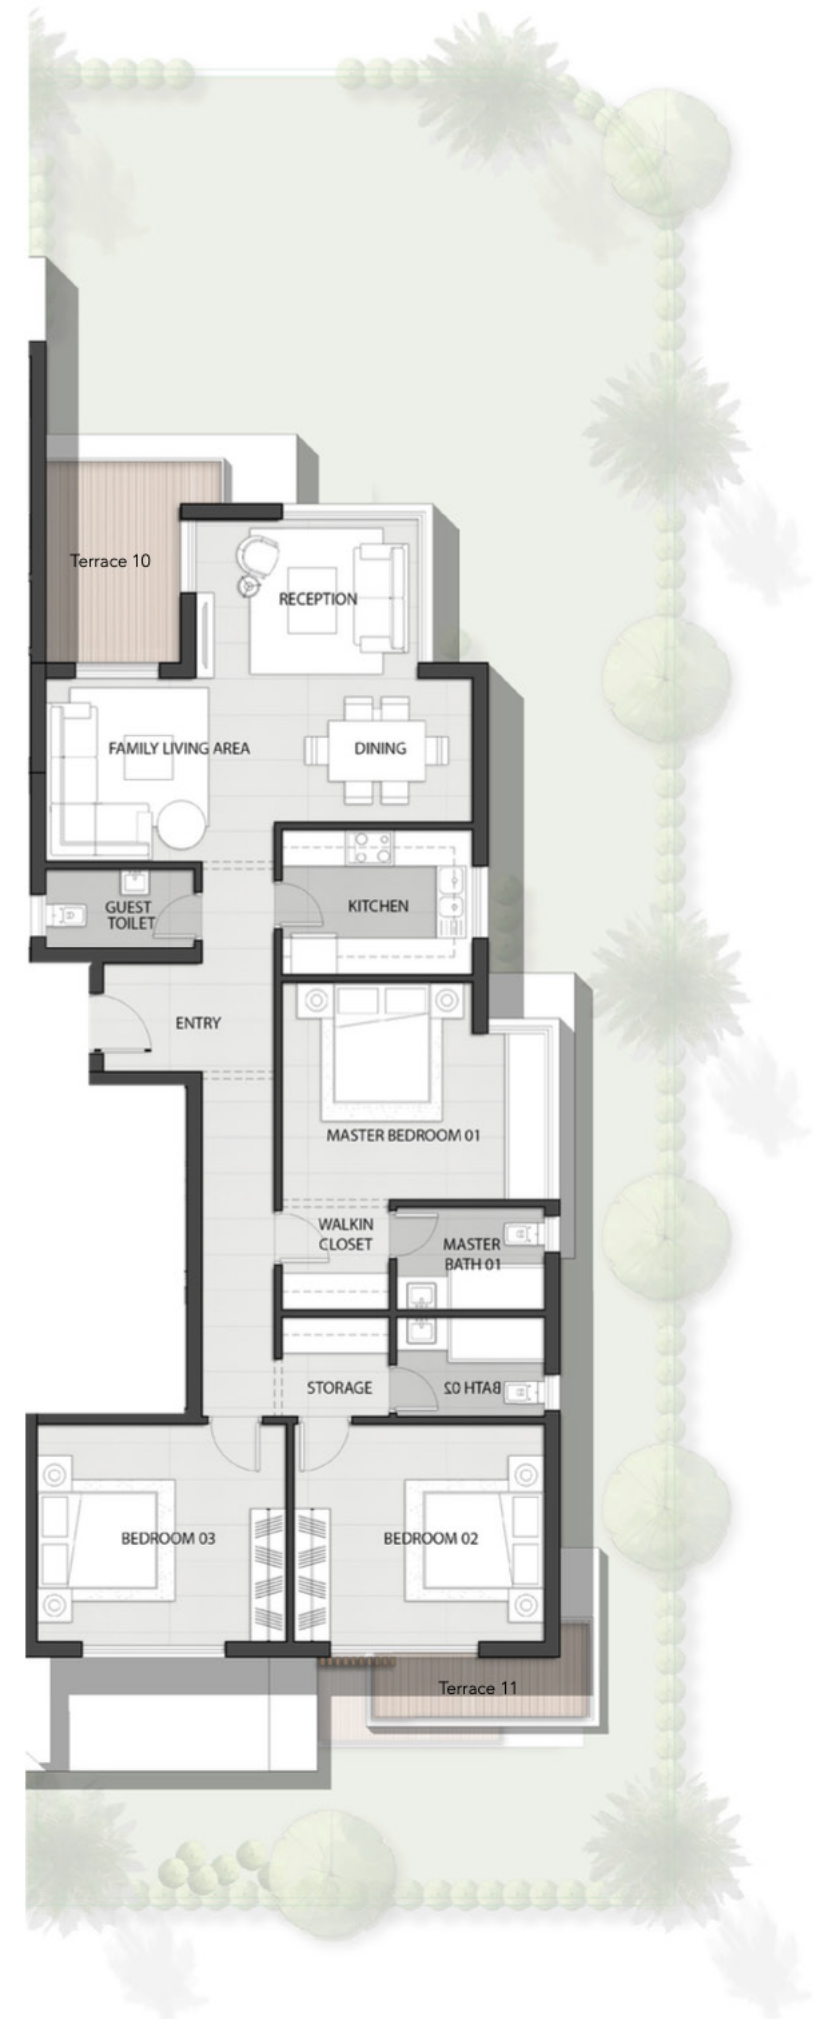 Terrace 10
RECEPTION
FAMILY LIVING AREA
DINING
GUEST
TOILET
KITCHEN
ENTRY
MASTER BEDROOM 01
WALKIN
CLOSET
MASTER
BATH 01
STORAGE
BATH 02
BEDROOM 03
BEDROOM 02
Terrace 11